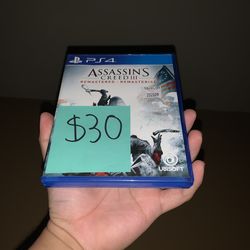 PS4
ASSASSIN'S
CREED III
REMASTERED
$30
UBISOFT